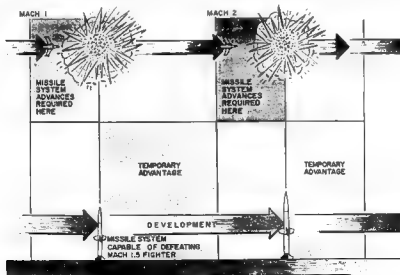 MACH 1
MACH 2
MISSILE
SYSTEM
ADVANCES
REQUIRED
HERE
MISSILE
SYSTEM
ADVANCES
REQUIRED
HERE
TEMPORARY
ADVANTAGE
TEMPORARY
ADVANTAGE
DEVELOPMENT
MISSILE SYSTEM
CAPABLE OF DEFEATING
MACH 1.5 FIGHTER